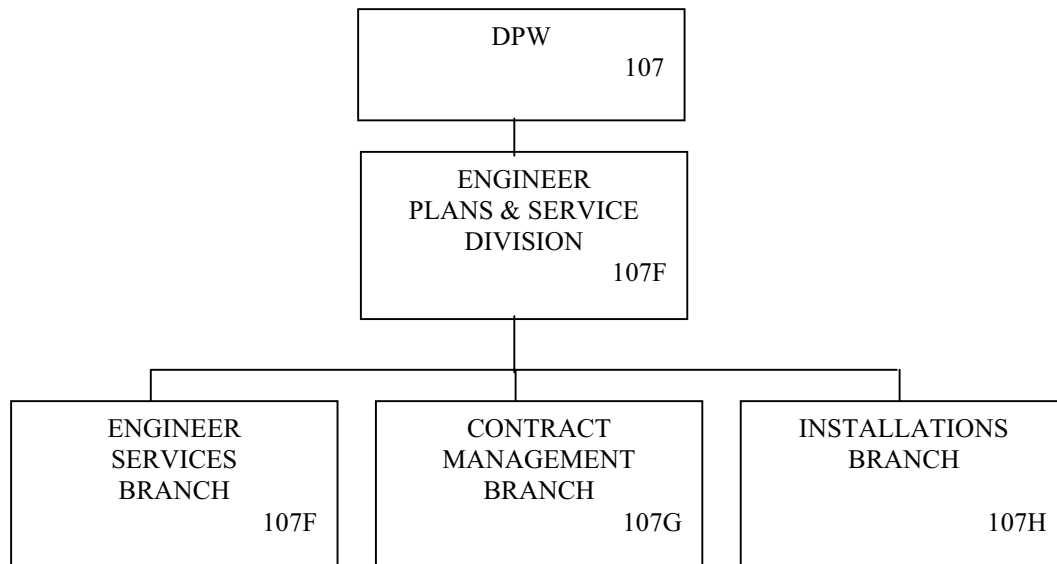 DPW
107
ENGINEER
PLANS & SERVICE
DIVISION
107F
ENGINEER
SERVICES
BRANCH
107F
CONTRACT
MANAGEMENT
BRANCH
107G
INSTALLATIONS
BRANCH
107H